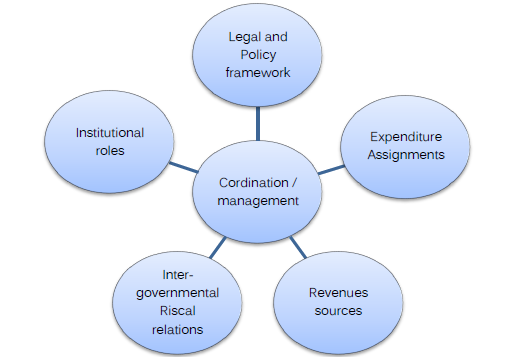 Legal and
Policy
framework
Institutional
roles
Expenditure
Assignments
Cordination /
management
Inter-
governmental
Riscal
relations
Revenues
sources